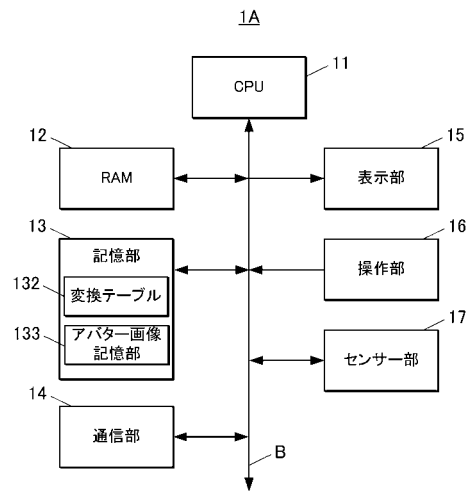 1A
11
CPU
12
RAM
15
表示部
13
記憶部
132
変換テーブル
133
アバター画像
記憶部
16
操作部
17
センサー部
14
通信部
B